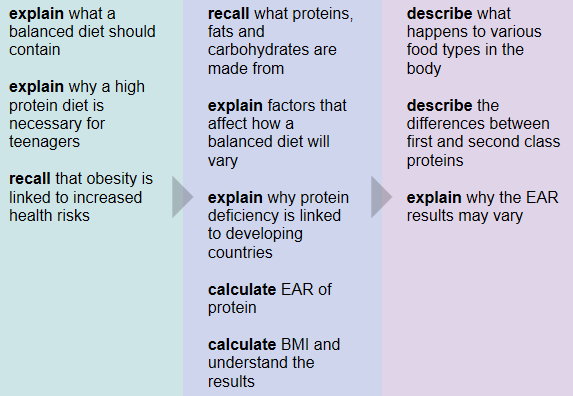 explain what a
balanced diet should
contain
explain why a high
protein diet is
necessary for
teenagers
recall that obesity is
linked to increased
health risks
recall what proteins,
fats and
carbohydrates are
made from
explain factors that
affect how a
balanced diet will
vary
explain why protein
deficiency is linked
to developing
countries
calculate EAR of
protein
calculate BMI and
understand the
results
describe what
happens to various
food types in the
body
describe the
differences between
first and second class
proteins
explain why the EAR
results may vary